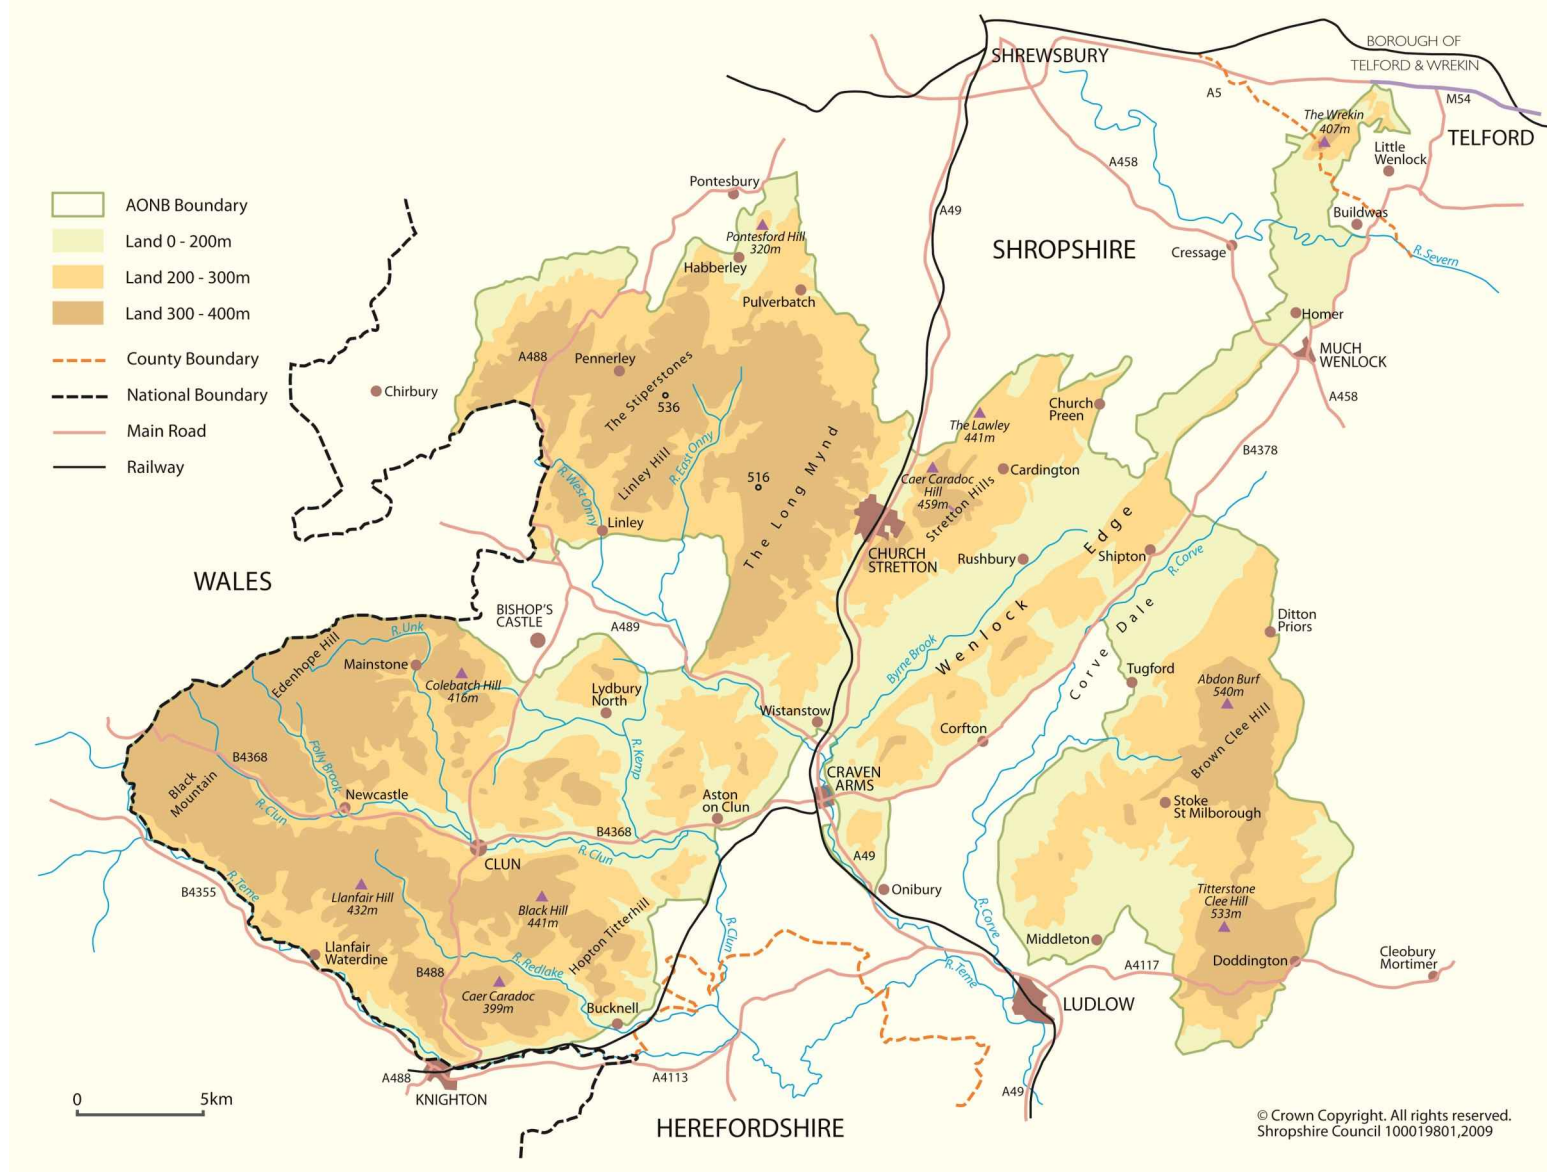 BOROUGH OF
TELFORD & WREKIN
SHREWSBURY
A5
M54
The Wrekin
407m
TELFORD
Little
Wenlock
A458
Pontesbury
AONB Boundary
Land 0 - 200m
Land 200 - 300m
Land 300 - 400m
County Boundary
National Boundary
Main Road
Railway
A49
Buildwas
Pontesford Hill
320m
SHROPSHIRE
Cressage
R. Severn
Habberley
Pulverbatch
Homer
MUCH
WENLOCK
A488
Pennerley
The Stiperstones
536
Chirbury
A458
Church
Preen
The Lawley
441m
B4378
R. East Onny
Linley Hill
516
The Long Mynd
Caer Caradoc
Hill
459m
Cardington
Stretton Hills
R. West Onny
Linley
CHURCH
STRETTON
Rushbury
Wenlock Edge
Shipton
R. Corve
WALES
BISHOP'S
CASTLE
A489
Ditton
Priors
Corve Dale
R. Unk
Edenhope Hill
Mainstone
Colebatch Hill
416m
Lydbury
North
Byrne Brook
Tugford
Abdon Burf
540m
Wistanstow
Corfton
Brown Clee Hill
B4368
Folly Brook
R. Kemp
Black
Mountain
R. Clun
Newcastle
CRAVEN
ARMS
Aston
on Clun
Stoke
St Milborough
B4368
R. Clun
CLUN
A49
B4355
R. Teme
Llanfair Hill
432m
Black Hill
441m
Onibury
Titterstone
Clee Hill
533m
Hopton Titterhill
R. Clun
R. Corve
Llanfair
Waterdine
B488
R. Redlake
Middleton
R. Teme
A4117
Doddington
Cleobury
Mortimer
Caer Caradoc
399m
Bucknell
LUDLOW
A488
KNIGHTON
A4113
A49
0 5km
HEREFORDSHIRE
© Crown Copyright. All rights reserved.
Shropshire Council 100019801,2009